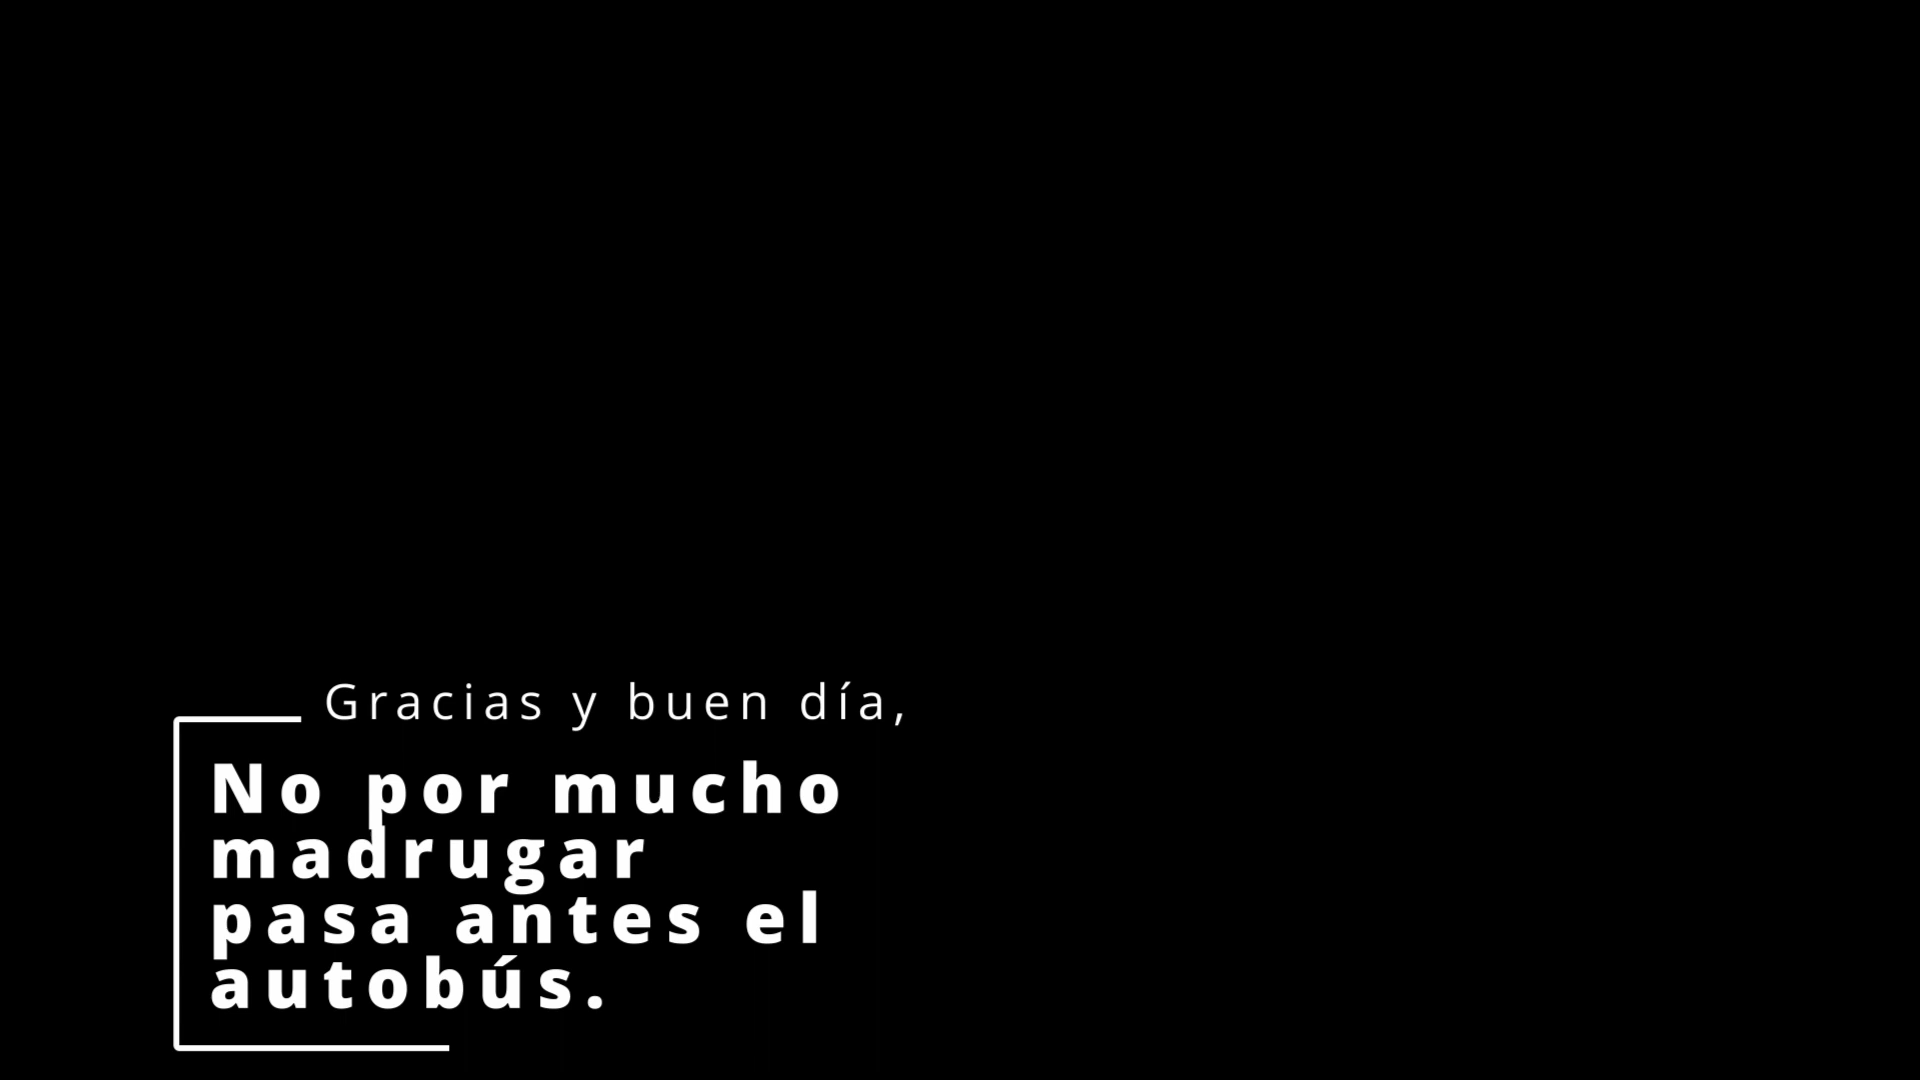 Gracias y buen día,
No por mucho
madrugar
pasa antes el
autobús.